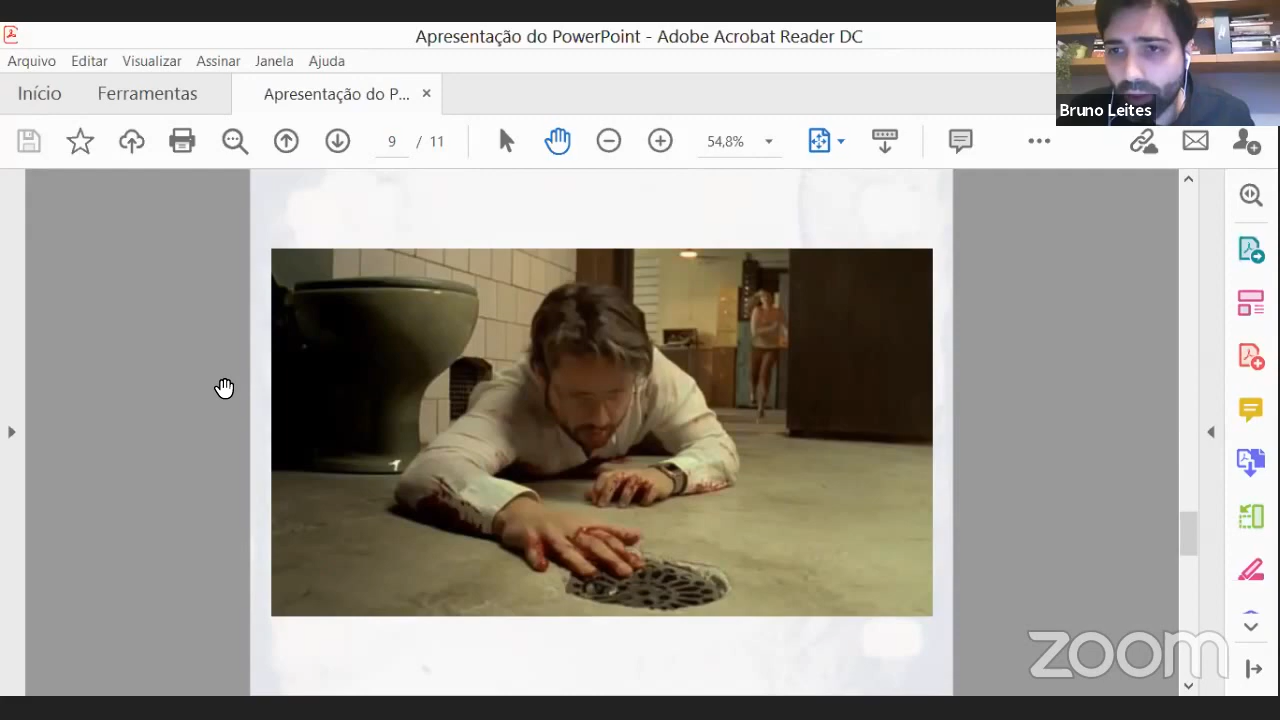 Apresentação do PowerPoint - Adobe Acrobat Reader DC
Arquivo Editar Visualizar Assinar Janela Ajuda
Início Ferramentas Apresentação do P... ×
Bruno Leites
9 / 11 54,8%
zoom